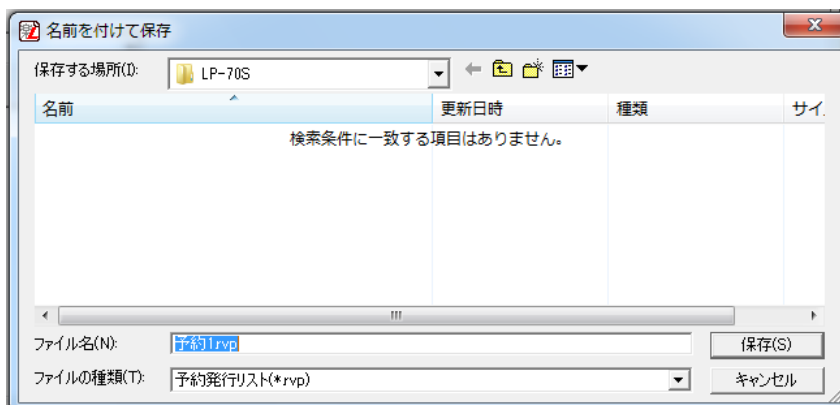 名前を付けて保存
保存する場所(I):
LP-70S
名前 更新日時 種類 サイ
検索条件に一致する項目はありません。
ファイル名(N):
予約1rvp
保存(S)
ファイルの種類(T):
予約発行リスト(*rvp)
キャンセル